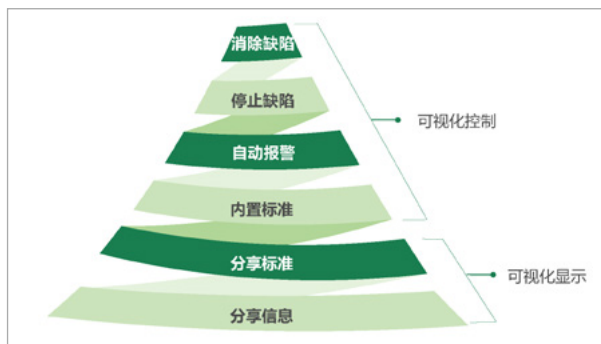 消除缺陷
停止缺陷
可视化控制
自动报警
内置标准
分享标准
可视化显示
分享信息